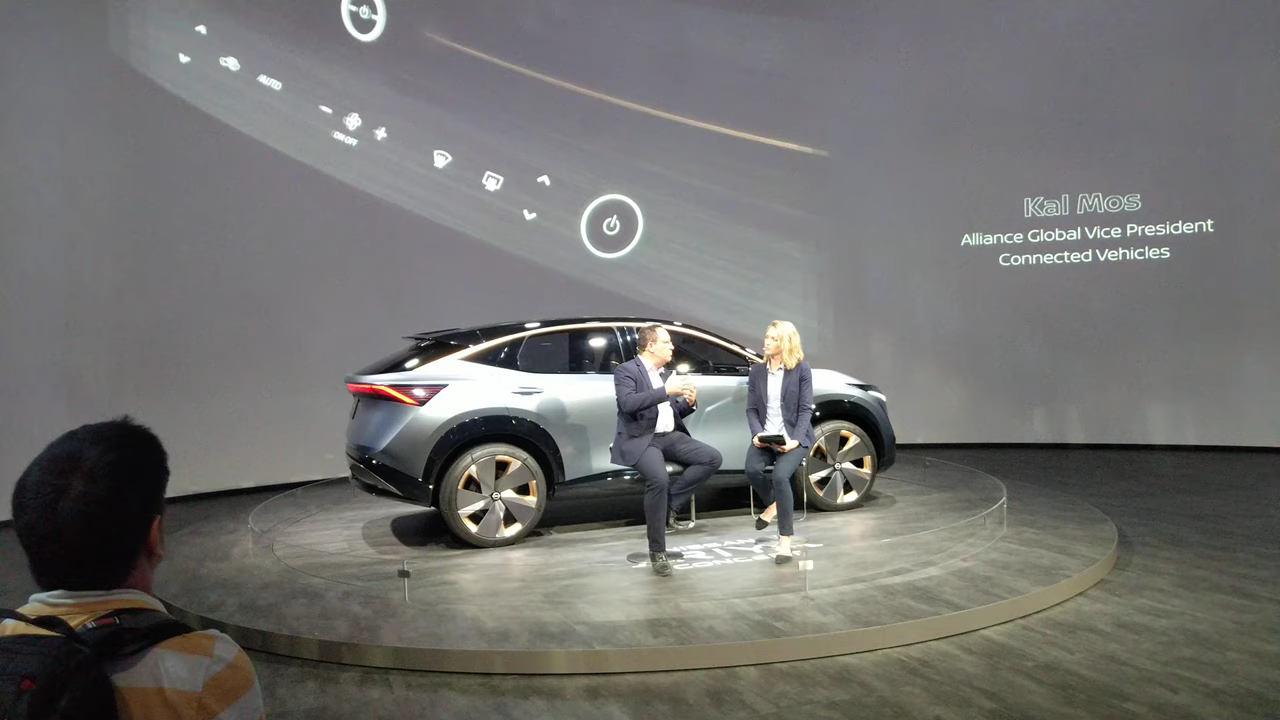 AUTO
ON·OFF
Kal Mos
Alliance Global Vice President
Connected Vehicles